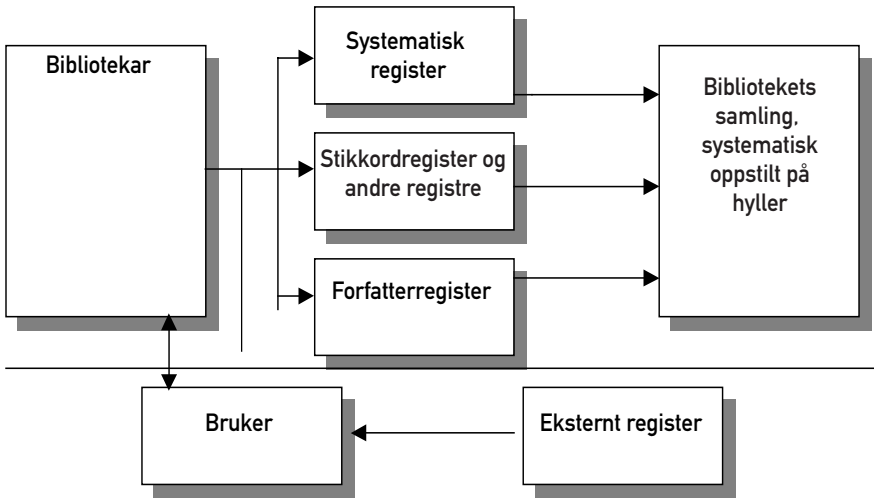 Bibliotekar
Systematisk
register
Stikkordregister og
andre registre
Forfatterregister
Bibliotekets
samling,
systematisk
oppstilt på
hyller
Bruker
Eksternt register